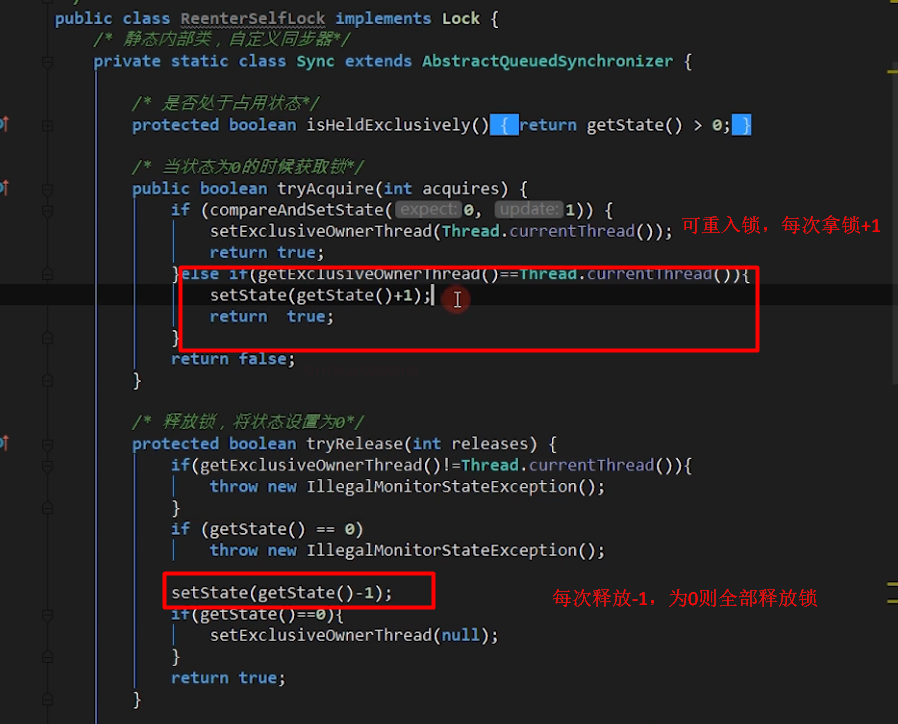 public class ReenterSelfLock implements Lock {
/* 静态内部类，自定义同步器*/
private static class Sync extends AbstractQueuedSynchronizer {
/* 是否处于占用状态*/
protected boolean isHeldExclusively() { return getState() > 0; }
/* 当状态为0的时候获取锁*/
public boolean tryAcquire(int acquires) {
if (compareAndSetState( expect: 0, update: 1)) {
setExclusiveOwnerThread(Thread.currentThread());
可重入锁，每次拿锁+1
return true;
}else if(getExclusiveOwnerThread()==Thread.currentThread()){
setState(getState()+1);
return  true;
}
return false;
}
/* 释放锁，将状态设置为0*/
protected boolean tryRelease(int releases) {
if(getExclusiveOwnerThread()!=Thread.currentThread()){
throw new IllegalMonitorStateException();
}
if (getState() == 0)
throw new IllegalMonitorStateException();
setState(getState()-1);
每次释放-1，为0则全部释放锁
if(getState()==0){
setExclusiveOwnerThread(null);
}
return true;
}